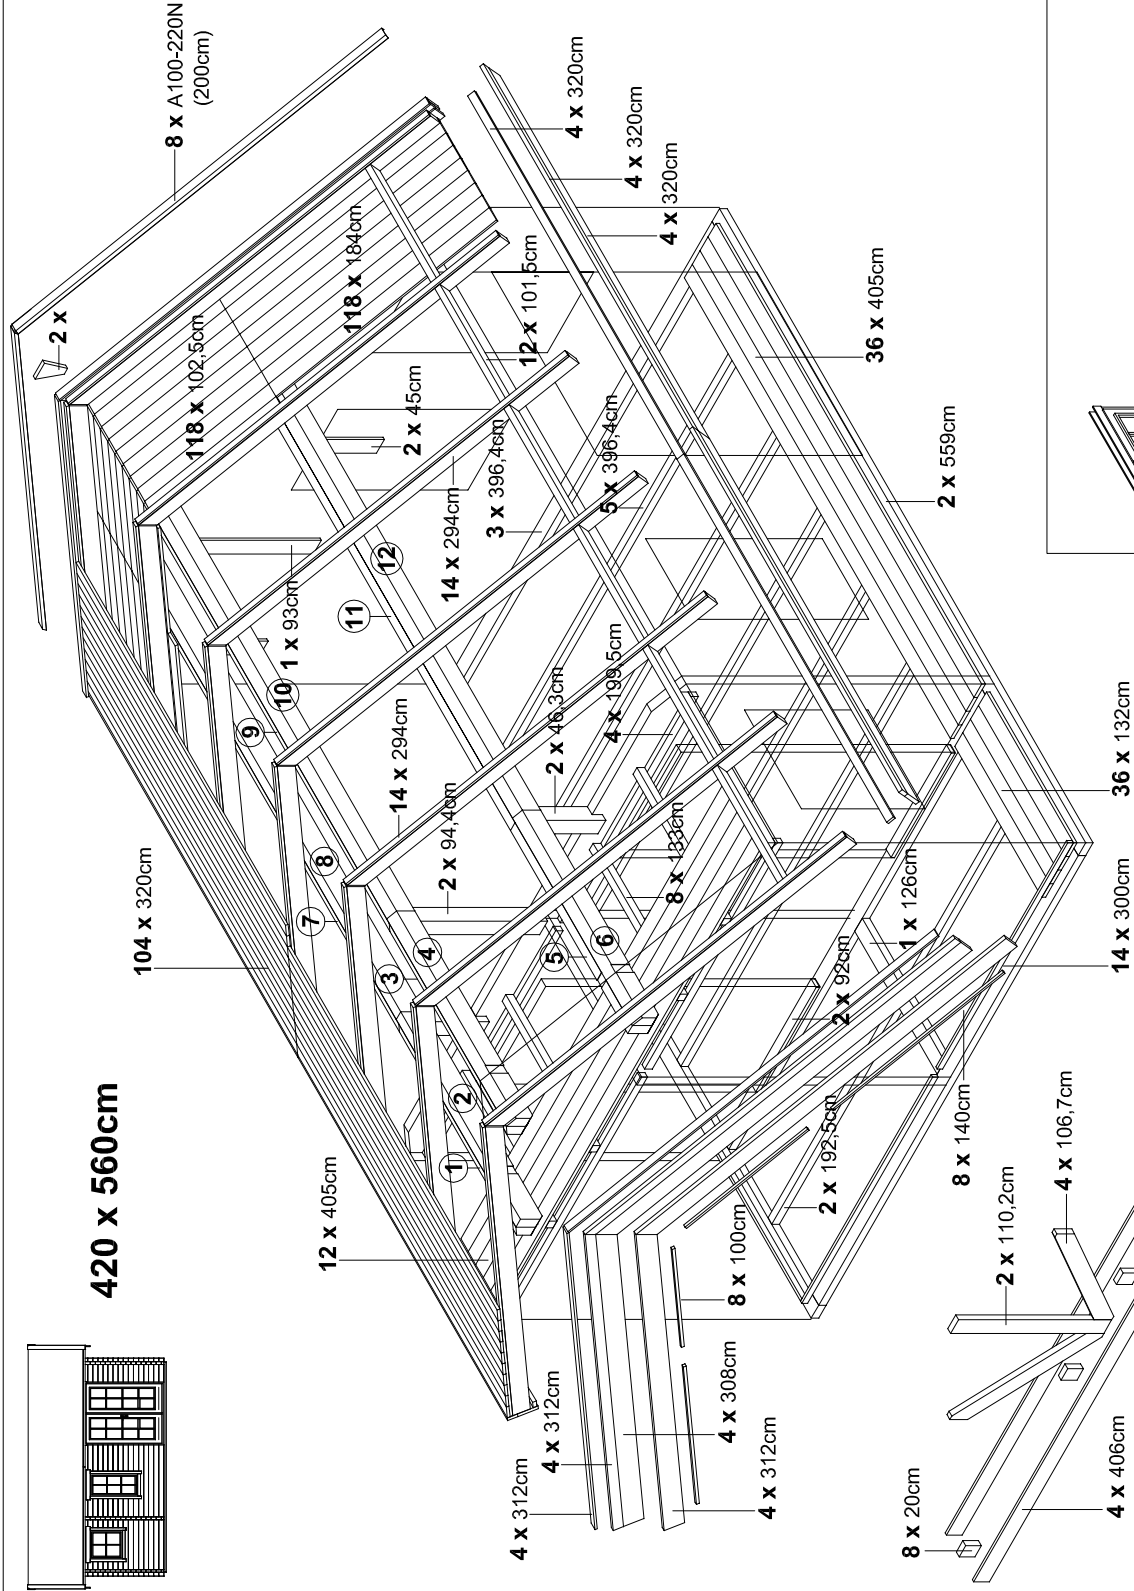 420 x 560cm
8 x A100-220N
(200cm)
2 x
4 x 320cm
4 x 320cm
4 x 320cm
118 x 184cm
118 x 102,5cm
12 x 101,5cm
36 x 405cm
2 x 45cm
3 x 396,4cm
5 x 396,4cm
2 x 559cm
14 x 294cm
12
11
1 x 93cm
10
9
14 x 294cm
4 x 199,5cm
2 x 46,3cm
36 x 132cm
2 x 94,4cm
8 x 133cm
8
7
104 x 320cm
1 x 126cm
14 x 300cm
4
3
5
6
2 x 92cm
2
1
12 x 405cm
2 x 192,5cm
8 x 140cm
4 x 106,7cm
2 x 110,2cm
8 x 100cm
4 x 308cm
4 x 312cm
4 x 312cm
4 x 312cm
8 x 20cm
4 x 406cm